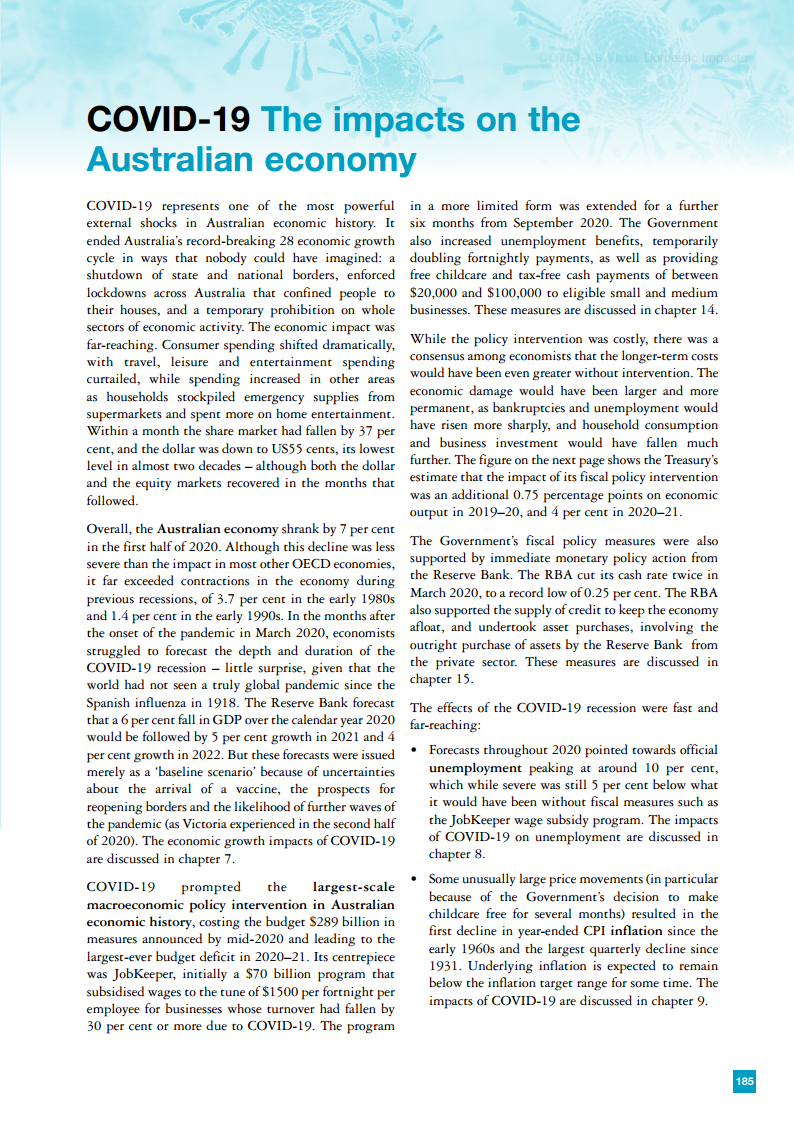 COVID-19 Virus: Domestic Impacts
COVID-19 The impacts on the
Australian economy
COVID-19 represents one of the most powerful
external shocks in Australian economic history. It
ended Australia's record-breaking 28 economic growth
cycle in ways that nobody could have imagined: a
shutdown of state and national borders, enforced
lockdowns across Australia that confined people to
their houses, and a temporary prohibition on whole
sectors of economic activity. The economic impact was
far-reaching. Consumer spending shifted dramatically,
with travel, leisure and entertainment spending
curtailed, while spending increased in other areas
as households stockpiled emergency supplies from
supermarkets and spent more on home entertainment.
Within a month the share market had fallen by 37 per
cent, and the dollar was down to US55 cents, its lowest
level in almost two decades – although both the dollar
and the equity markets recovered in the months that
followed.
Overall, the Australian economy shrank by 7 per cent
in the first half of 2020. Although this decline was less
severe than the impact in most other OECD economies,
it far exceeded contractions in the economy during
previous recessions, of 3.7 per cent in the early 1980s
and 1.4 per cent in the early 1990s. In the months after
the onset of the pandemic in March 2020, economists
struggled to forecast the depth and duration of the
COVID-19 recession – little surprise, given that the
world had not seen a truly global pandemic since the
Spanish influenza in 1918. The Reserve Bank forecast
that a 6 per cent fall in GDP over the calendar year 2020
would be followed by 5 per cent growth in 2021 and 4
per cent growth in 2022. But these forecasts were issued
merely as a 'baseline scenario' because of uncertainties
about the arrival of a vaccine, the prospects for
reopening borders and the likelihood of further waves of
the pandemic (as Victoria experienced in the second half
of 2020). The economic growth impacts of COVID-19
are discussed in chapter 7.
COVID-19 prompted the largest-scale
macroeconomic policy intervention in Australian
economic history, costing the budget $289 billion in
measures announced by mid-2020 and leading to the
largest-ever budget deficit in 2020–21. Its centrepiece
was JobKeeper, initially a $70 billion program that
subsidised wages to the tune of $1500 per fortnight per
employee for businesses whose turnover had fallen by
30 per cent or more due to COVID-19. The program
in a more limited form was extended for a further
six months from September 2020. The Government
also increased unemployment benefits, temporarily
doubling fortnightly payments, as well as providing
free childcare and tax-free cash payments of between
$20,000 and $100,000 to eligible small and medium
businesses. These measures are discussed in chapter 14.
While the policy intervention was costly, there was a
consensus among economists that the longer-term costs
would have been even greater without intervention. The
economic damage would have been larger and more
permanent, as bankruptcies and unemployment would
have risen more sharply, and household consumption
and business investment would have fallen much
further. The figure on the next page shows the Treasury's
estimate that the impact of its fiscal policy intervention
was an additional 0.75 percentage points on economic
output in 2019–20, and 4 per cent in 2020–21.
The Government's fiscal policy measures were also
supported by immediate monetary policy action from
the Reserve Bank. The RBA cut its cash rate twice in
March 2020, to a record low of 0.25 per cent. The RBA
also supported the supply of credit to keep the economy
afloat, and undertook asset purchases, involving the
outright purchase of assets by the Reserve Bank from
the private sector. These measures are discussed in
chapter 15.
The effects of the COVID-19 recession were fast and
far-reaching:
• Forecasts throughout 2020 pointed towards official
unemployment peaking at around 10 per cent,
which while severe was still 5 per cent below what
it would have been without fiscal measures such as
the JobKeeper wage subsidy program. The impacts
of COVID-19 on unemployment are discussed in
chapter 8.
• Some unusually large price movements (in particular
because of the Government's decision to make
childcare free for several months) resulted in the
first decline in year-ended CPI inflation since the
early 1960s and the largest quarterly decline since
1931. Underlying inflation is expected to remain
below the inflation target range for some time. The
impacts of COVID-19 are discussed in chapter 9.
185